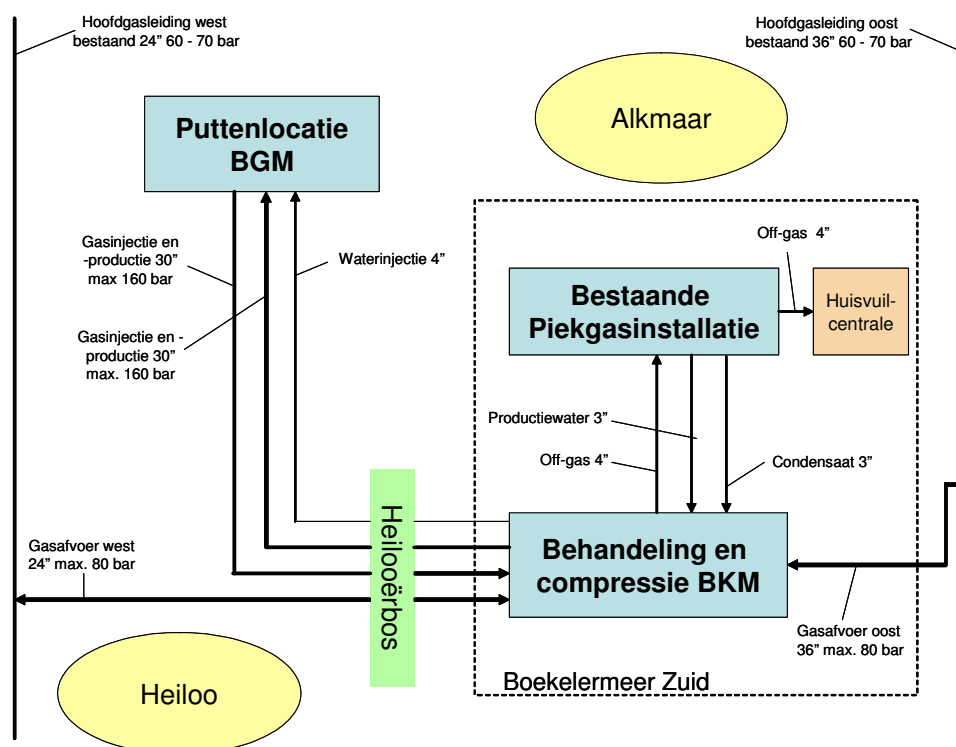 Hoofdgasleiding west
bestaand 24” 60 - 70 bar
Hoofdgasleiding oost
bestaand 36” 60 - 70 bar
Puttenlocatie
BGM
Alkmaar
Gasinjectie en
-productie 30”
max 160 bar
Waterinjectie 4”
Off-gas 4”
Bestaande
Piekgasinstallatie
Huisvuil-
centrale
Gasinjectie en -
productie 30”
max. 160 bar
Productiewater 3”
Off-gas 4”
Condensaat 3”
Heilooërbos
Gasafvoer west
24” max. 80 bar
Behandeling en
compressie BKM
Gasafvoer oost
36” max. 80 bar
Heiloo
Boekelermeer Zuid